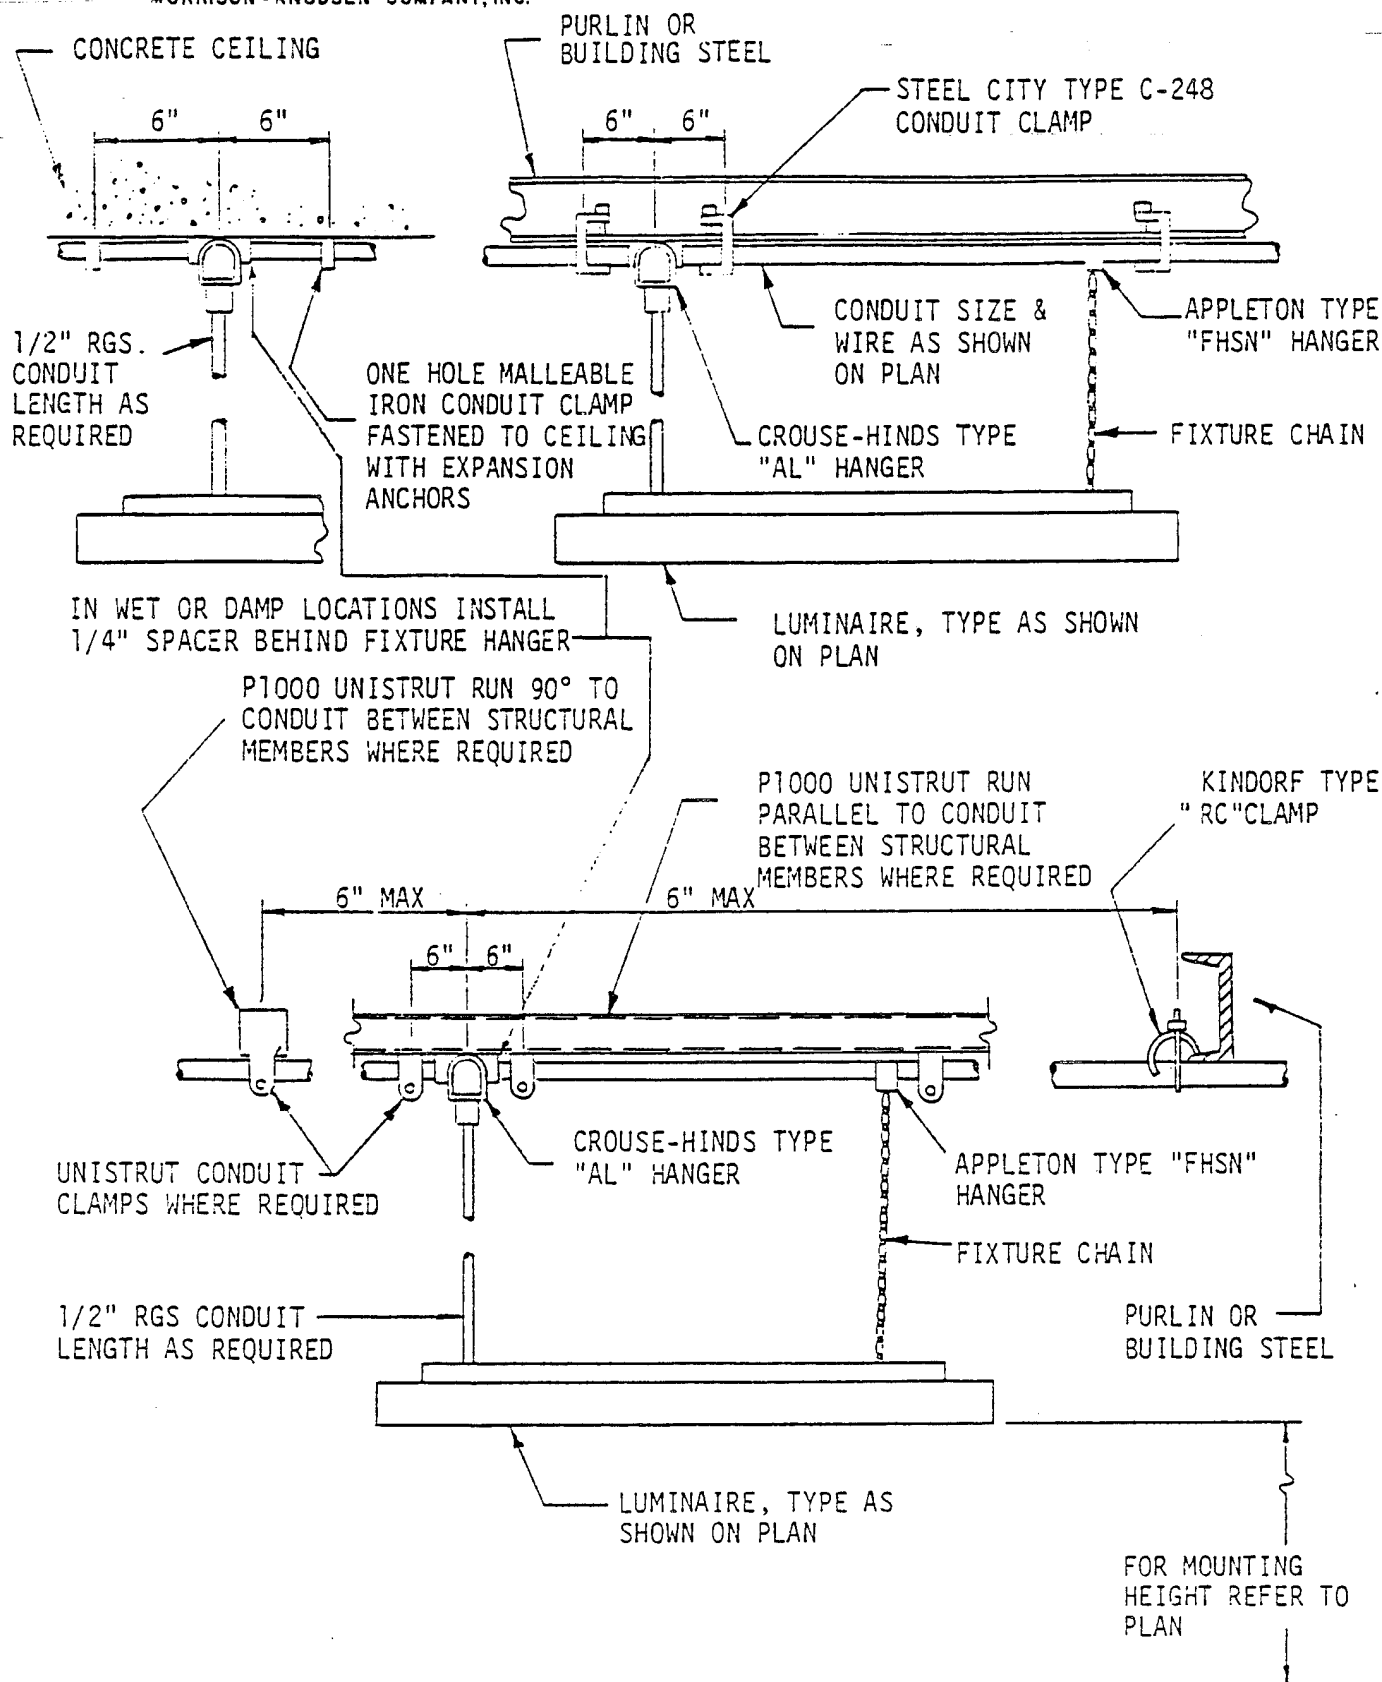 MORRISON-KNUDSEN COMPANY, INC.
CONCRETE CEILING
PURLIN OR
BUILDING STEEL
STEEL CITY TYPE C-248
CONDUIT CLAMP
6"
6"
6"
6"
1/2" RGS.
CONDUIT
LENGTH AS
REQUIRED
ONE HOLE MALLEABLE
IRON CONDUIT CLAMP
FASTENED TO CEILING
WITH EXPANSION
ANCHORS
CONDUIT SIZE &
WIRE AS SHOWN
ON PLAN
APPLETON TYPE
"FHSN" HANGER
CROUSE-HINDS TYPE
"AL" HANGER
FIXTURE CHAIN
IN WET OR DAMP LOCATIONS INSTALL
1/4" SPACER BEHIND FIXTURE HANGER
LUMINAIRE, TYPE AS SHOWN
ON PLAN
P1000 UNISTRUT RUN 90° TO
CONDUIT BETWEEN STRUCTURAL
MEMBERS WHERE REQUIRED
P1000 UNISTRUT RUN
PARALLEL TO CONDUIT
BETWEEN STRUCTURAL
MEMBERS WHERE REQUIRED
KINDORF TYPE
"RC"CLAMP
6" MAX
6" MAX
6"
6"
UNISTRUT CONDUIT
CLAMPS WHERE REQUIRED
CROUSE-HINDS TYPE
"AL" HANGER
APPLETON TYPE "FHSN"
HANGER
FIXTURE CHAIN
1/2" RGS CONDUIT
LENGTH AS REQUIRED
PURLIN OR
BUILDING STEEL
LUMINAIRE, TYPE AS
SHOWN ON PLAN
FOR MOUNTING
HEIGHT REFER TO
PLAN